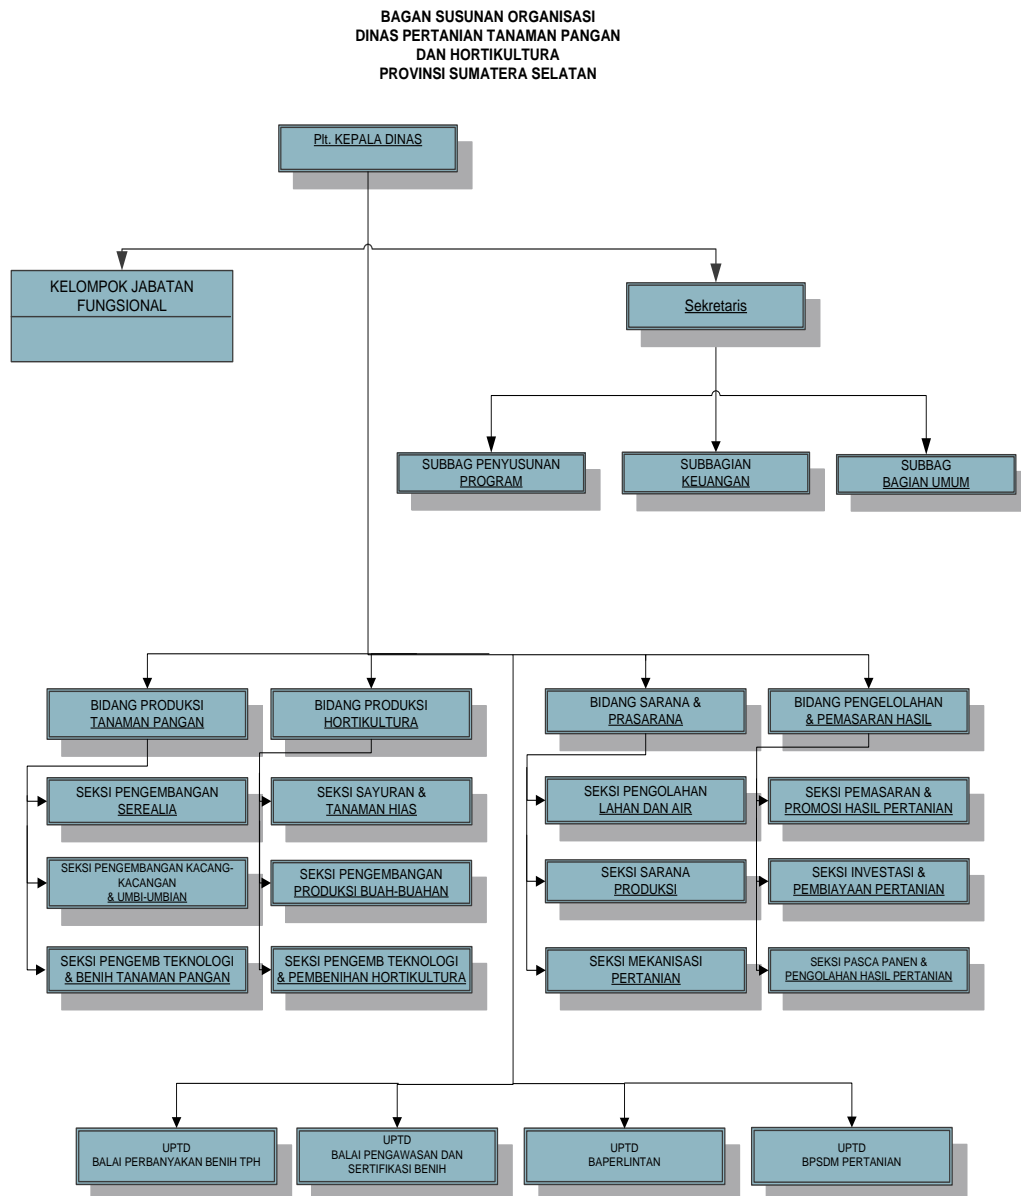 BAGAN SUSUNAN ORGANISASI
DINAS PERTANIAN TANAMAN PANGAN
DAN HORTIKULTURA
PROVINSI SUMATERA SELATAN
Plt. KEPALA DINAS
KELOMPOK JABATAN
FUNGSIONAL
Sekretaris
SUBBAG PENYUSUNAN
PROGRAM
SUBBAGIAN
KEUANGAN
SUBBAG
BAGIAN UMUM
BIDANG PRODUKSI
TANAMAN PANGAN
BIDANG PRODUKSI
HORTIKULTURA
BIDANG SARANA &
PRASARANA
BIDANG PENGELOLAHAN
& PEMASARAN HASIL
SEKSI PENGEMBANGAN
SEREALIA
SEKSI SAYURAN &
TANAMAN HIAS
SEKSI PENGOLAHAN
LAHAN DAN AIR
SEKSI PEMASARAN &
PROMOSI HASIL PERTANIAN
SEKSI PENGEMBANGAN KACANG-
KACANGAN
& UMBI-UMBIAN
SEKSI PENGEMBANGAN
PRODUKSI BUAH-BUAHAN
SEKSI SARANA
PRODUKSI
SEKSI INVESTASI &
PEMBIAYAAN PERTANIAN
SEKSI PENGEMB TEKNOLOGI
& BENIH TANAMAN PANGAN
SEKSI PENGEMB TEKNOLOGI
& PEMBENIHAN HORTIKULTURA
SEKSI MEKANISASI
PERTANIAN
SEKSI PASCA PANEN &
PENGOLAHAN HASIL PERTANIAN
UPTD
BALAI PERBANYAKAN BENIH TPH
UPTD
BALAI PENGAWASAN DAN
SERTIFIKASI BENIH
UPTD
BAPERLINTAN
UPTD
BPSDM PERTANIAN